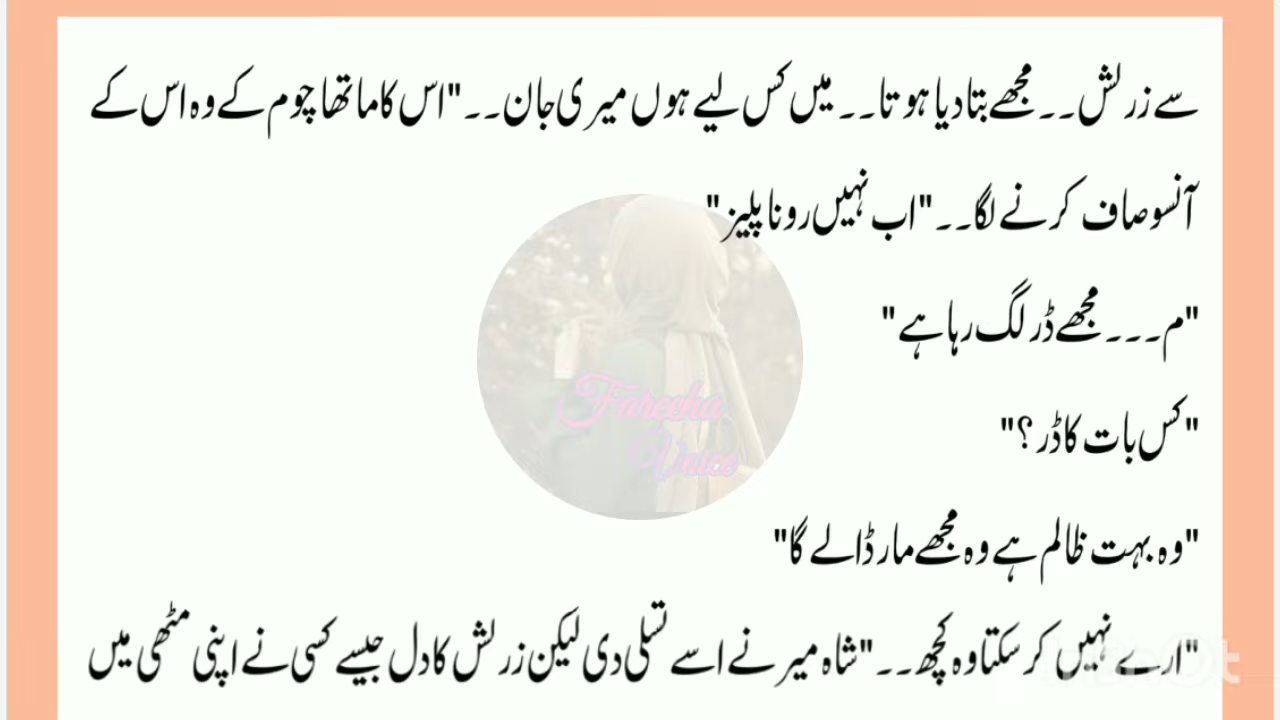 سے زرلش۔۔ مجھے بتا دیا ہوتا۔۔ میں کس لیے ہوں میری جان۔۔" اس کا ماتھا چوم کے وہ اس کے
آنسو صاف کرنے لگا۔۔ "اب نہیں رونا پلیز"
"م۔۔۔ مجھے ڈر لگ رہا ہے"
Fareeha
"کس بات کا ڈر؟"
Voice
"وہ بہت ظالم ہے وہ مجھے مار ڈالے گا"
"ارے نہیں کر سکتا وہ کچھ۔۔" شاہ میر نے اسے تسلی دی لیکن زرلش کا دل جیسے کسی نے اپنی مٹھی میں